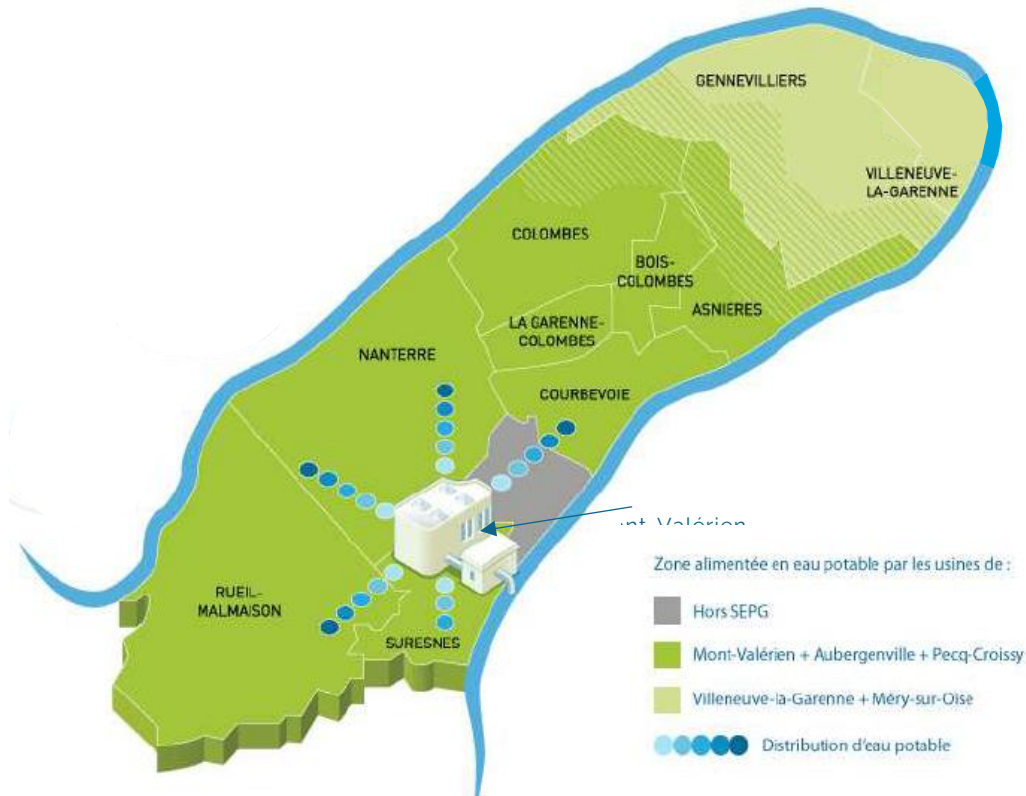 GENNEVILLIERS
VILLENEUVE-
LA-GARENNE
COLOMBES
BOIS-
COLOMBES
ASNIERES
LA GARENNE-
COLOMBES
NANTERRE
COURBEVOIE
Valérien
RUEIL-
MALMAISON
SURESNES
Zone alimentée en eau potable par les usines de :
Hors SEPG
Mont-Valérien + Aubergenville + Pecq-Croissy
Villeneuve-la-Garenne + Méry-sur-Oise
Distribution d'eau potable